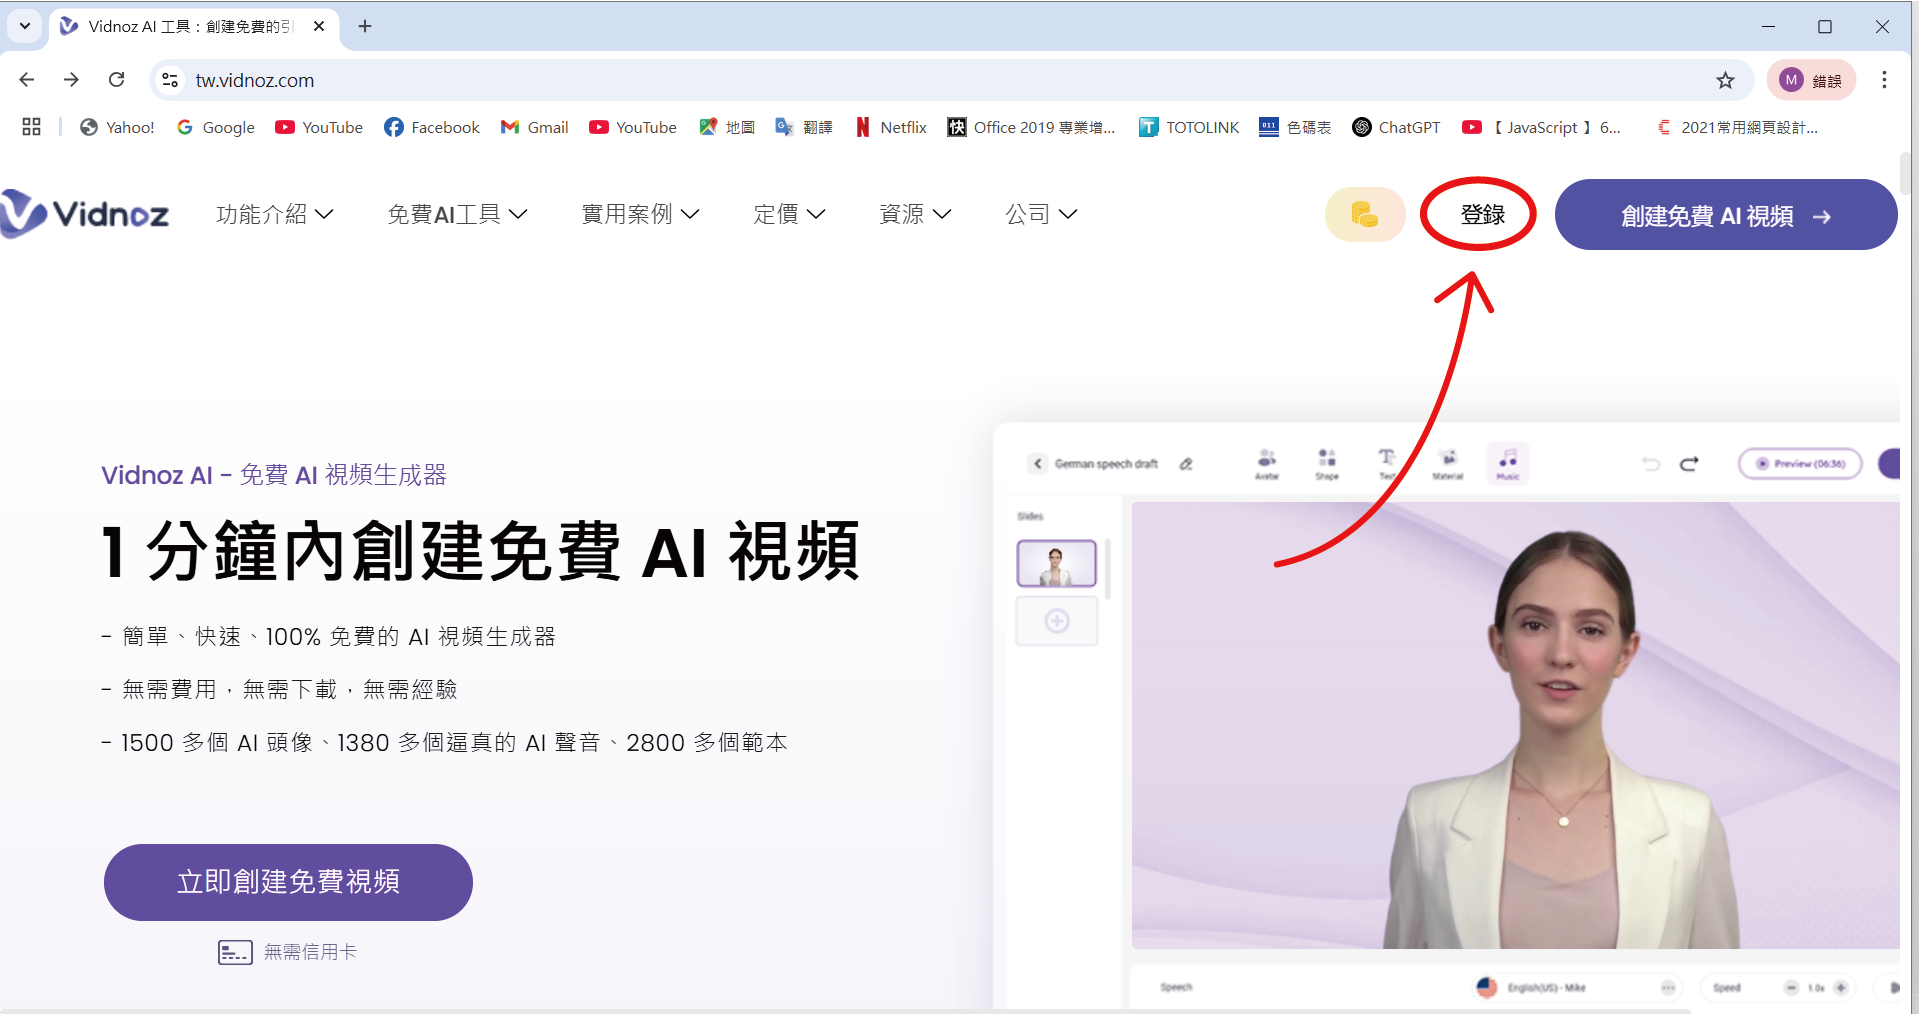 Vidnoz AI 工具：創建免費的引
tw.vidnoz.com
M 錯誤
Yahoo! Google YouTube Facebook Gmail YouTube 地圖 翻譯 Netflix 快 Office 2019 專業增... T TOTOLINK 011 色碼表 ChatGPT 【 JavaScript 】6... 2021常用網頁設計...
Vidnoz 功能介紹 免費AI工具 實用案例 定價 資源 公司 登錄 創建免費 AI 視頻 →
Vidnoz AI - 免費 AI 視頻生成器
1 分鐘內創建免費 AI 視頻
- 簡單、快速、100% 免費的 AI 視頻生成器
- 無需費用，無需下載，無需經驗
- 1500 多個 AI 頭像、1380 多個逼真的 AI 聲音、2800 多個範本
立即創建免費視頻
無需信用卡
German speech draft
Avatar Shape Text Material Music
Preview (06:36)
Slides
Speech English(US) - Mike Speed 1.0x